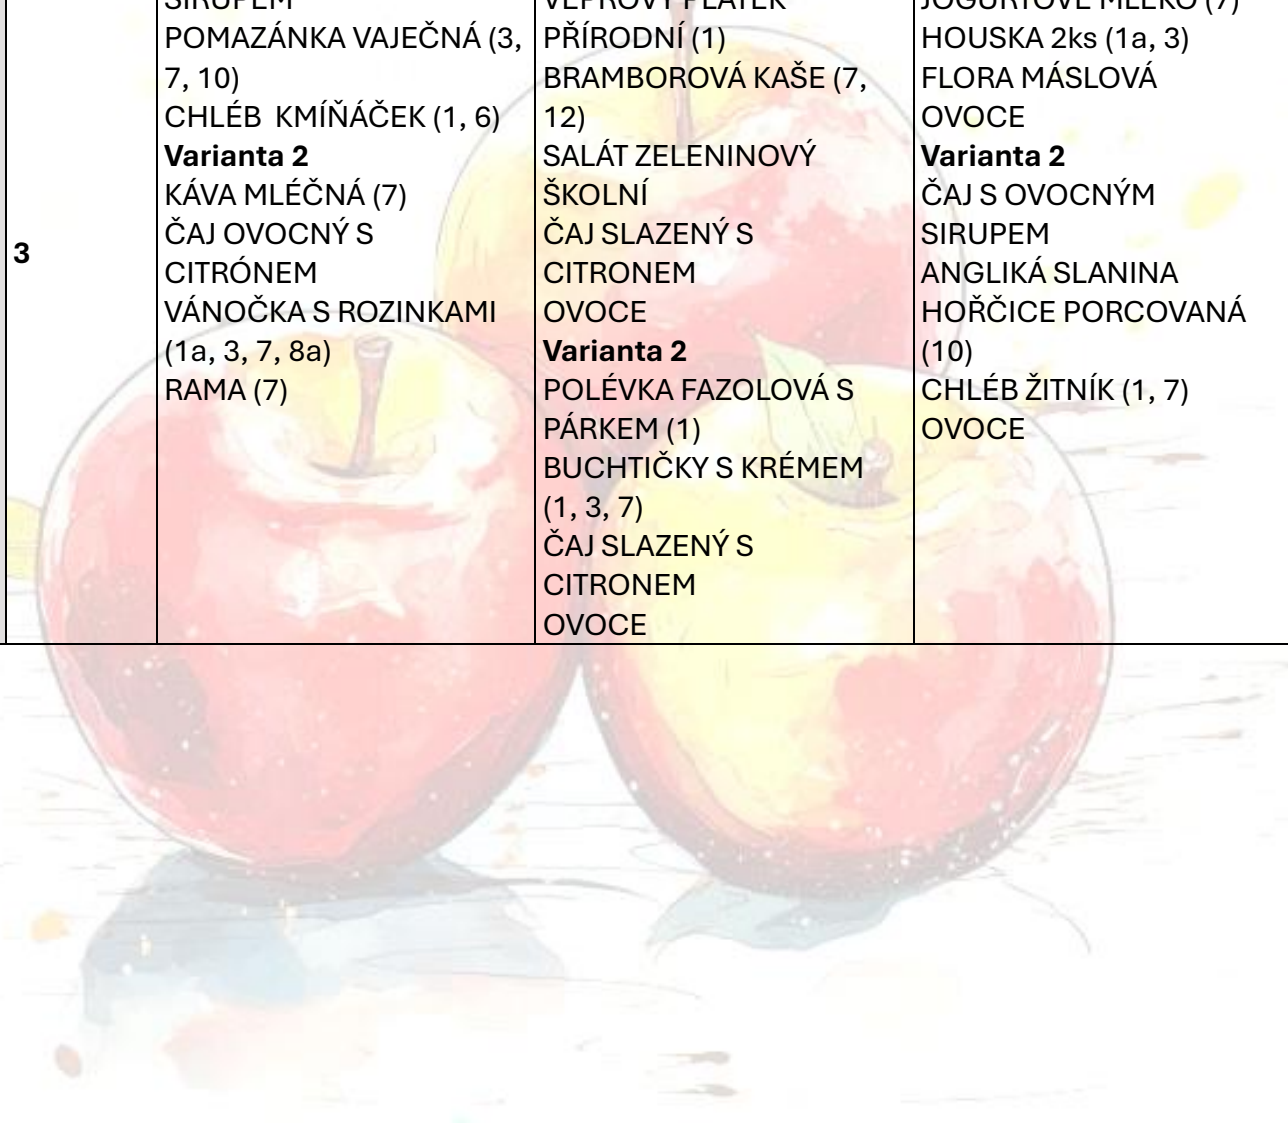 3
SIRUPEM
POMAZÁNKA VAJEČNÁ (3,
7, 10)
CHLÉB  KMÍŇÁČEK (1, 6)
Varianta 2
KÁVA MLÉČNÁ (7)
ČAJ OVOCNÝ S
CITRÓNEM
VÁNOČKA S ROZINKAMI
(1a, 3, 7, 8a)
RAMA (7)
VEPŘOVÝ PLÁTEK
PŘÍRODNÍ (1)
BRAMBOROVÁ KAŠE (7,
12)
SALÁT ZELENINOVÝ
ŠKOLNÍ
ČAJ SLAZENÝ S
CITRONEM
OVOCE
Varianta 2
POLÉVKA FAZOLOVÁ S
PÁRKEM (1)
BUCHTIČKY S KRÉMEM
(1, 3, 7)
ČAJ SLAZENÝ S
CITRONEM
OVOCE
JOGURTOVÉ MLÉKO (7)
HOUSKA 2ks (1a, 3)
FLORA MÁSLOVÁ
OVOCE
Varianta 2
ČAJ S OVOCNÝM
SIRUPEM
ANGLIKÁ SLANINA
HOŘČICE PORCOVANÁ
(10)
CHLÉB ŽITNÍK (1, 7)
OVOCE